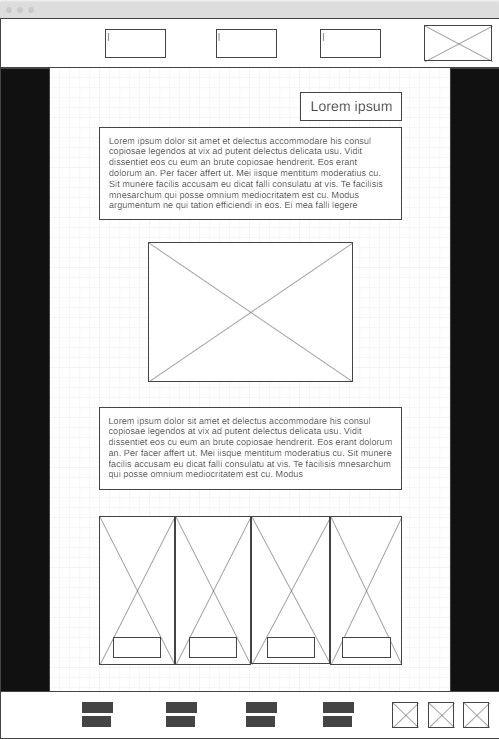 Lorem ipsum
Lorem ipsum dolor sit amet et delectus accommodare his consul
copiosae legendos at vix ad putent delectus delicata usu. Vidit
dissentiet eos cu eum an brute copiosae hendrerit. Eos erant
dolorum an. Per facer affert ut. Mei iisque mentitum moderatius cu.
Sit munere facilis accusam eu dicat falli consulatu at vis. Te facilisis
mnesarchum qui posse omnium mediocritatem est cu. Modus
argumentum ne qui tation efficiendi in eos. Ei mea falli legere
Lorem ipsum dolor sit amet et delectus accommodare his consul
copiosae legendos at vix ad putent delectus delicata usu. Vidit
dissentiet eos cu eum an brute copiosae hendrerit. Eos erant dolorum
an. Per facer affert ut. Mei iisque mentitum moderatius cu. Sit munere
facilis accusam eu dicat falli consulatu at vis. Te facilisis mnesarchum
qui posse omnium mediocritatem est cu. Modus